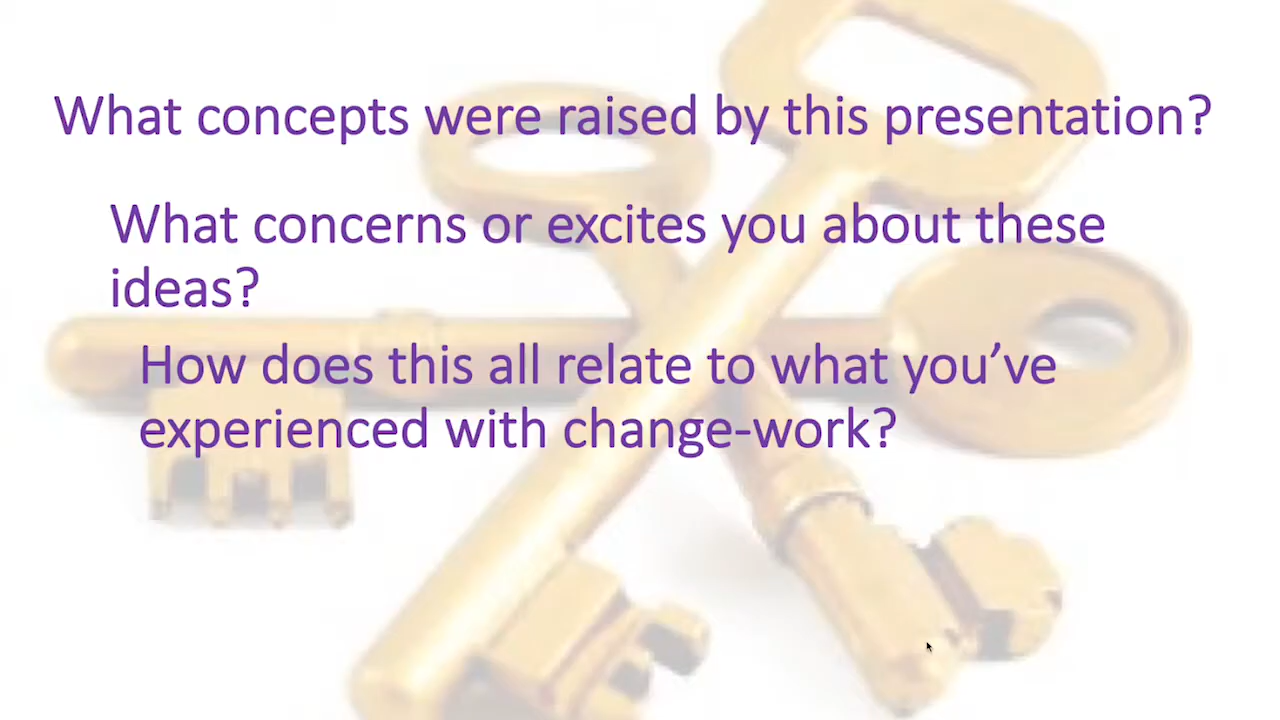 What concepts were raised by this presentation?
What concerns or excites you about these
ideas?
How does this all relate to what you’ve
experienced with change-work?